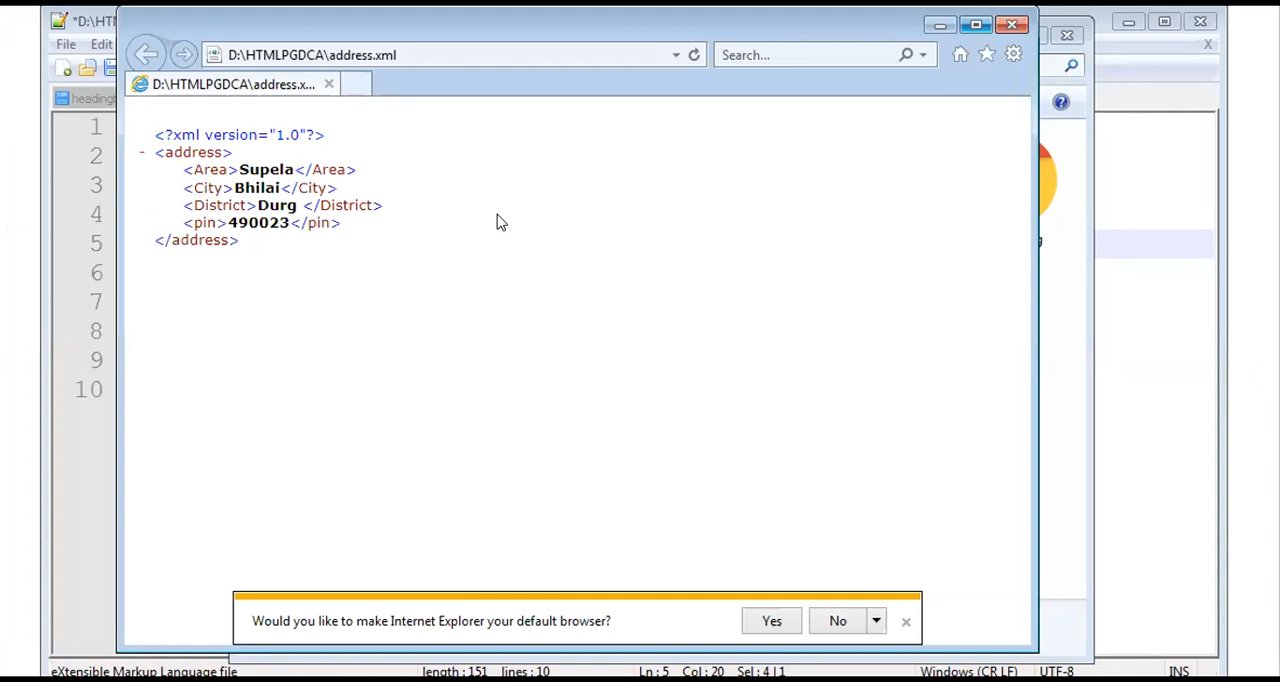 *D:\HTM
File Edit
D:\HTMLPGDCA\address.xml
Search...
D:\HTMLPGDCA\address.x...
heading
X
1
2
3
4
5
6
7
8
9
10
<?xml version="1.0"?>
- <address>
<Area>Supela</Area>
<City>Bhilai</City>
<District>Durg </District>
<pin>490023</pin>
</address>
Would you like to make Internet Explorer your default browser?
Yes
No
eXtensible Markup Language file length : 151 lines : 10 Ln : 5 Col : 20 Sel : 4 | 1 Windows (CR LF) UTF-8 INS